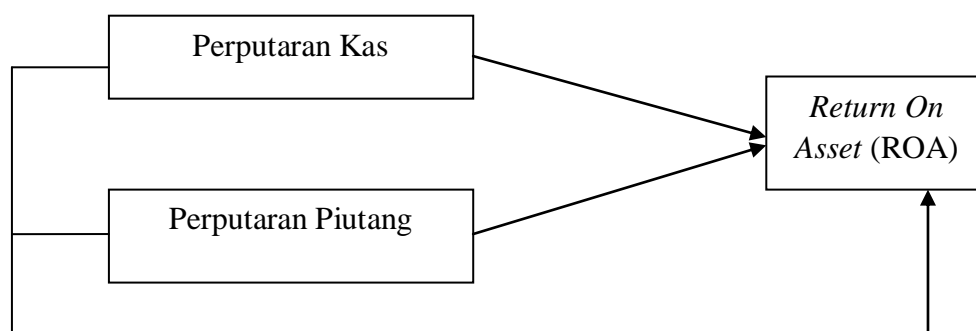 Perputaran Kas
Return On
Asset (ROA)
Perputaran Piutang